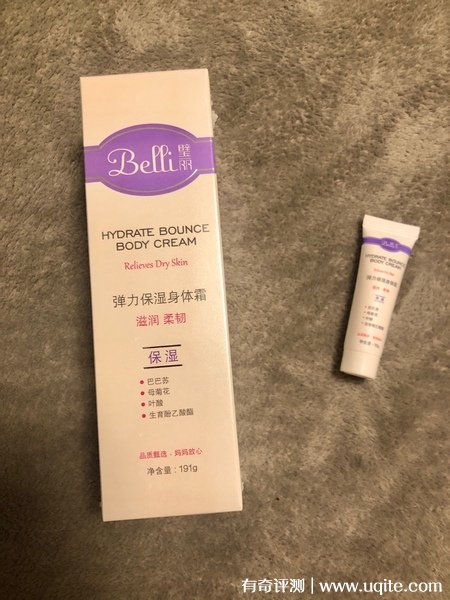 Belli 璧丽
HYDRATE BOUNCE
BODY CREAM
Relieves Dry Skin
弹力保湿身体霜
滋润 柔韧
保湿
• 巴巴苏
• 母菊花
• 叶酸
• 生育酚乙酸酯
品质甄选，妈妈放心
净含量：191g
HYDRATE BOUNCE
BODY CREAM
弹力保湿身体霜
有奇评测 | www.uqite.com